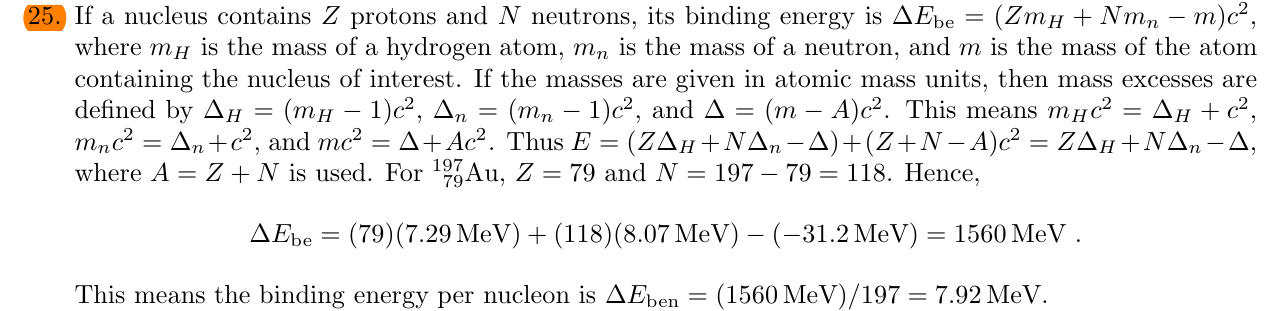 25. If a nucleus contains Z protons and N neutrons, its binding energy is ΔE_be = (Zm_H + Nm_n − m)c²,
where m_H is the mass of a hydrogen atom, m_n is the mass of a neutron, and m is the mass of the atom
containing the nucleus of interest. If the masses are given in atomic mass units, then mass excesses are
defined by Δ_H = (m_H − 1)c², Δ_n = (m_n − 1)c², and Δ = (m − A)c². This means m_Hc² = Δ_H + c²,
m_nc² = Δ_n + c², and mc² = Δ + Ac². Thus E = (ZΔ_H + NΔ_n − Δ) + (Z + N − A)c² = ZΔ_H + NΔ_n − Δ,
where A = Z + N is used. For ¹⁹⁷₇₉Au, Z = 79 and N = 197 − 79 = 118. Hence,
ΔE_be = (79)(7.29 MeV) + (118)(8.07 MeV) − (−31.2 MeV) = 1560 MeV .
This means the binding energy per nucleon is ΔE_ben = (1560 MeV)/197 = 7.92 MeV.